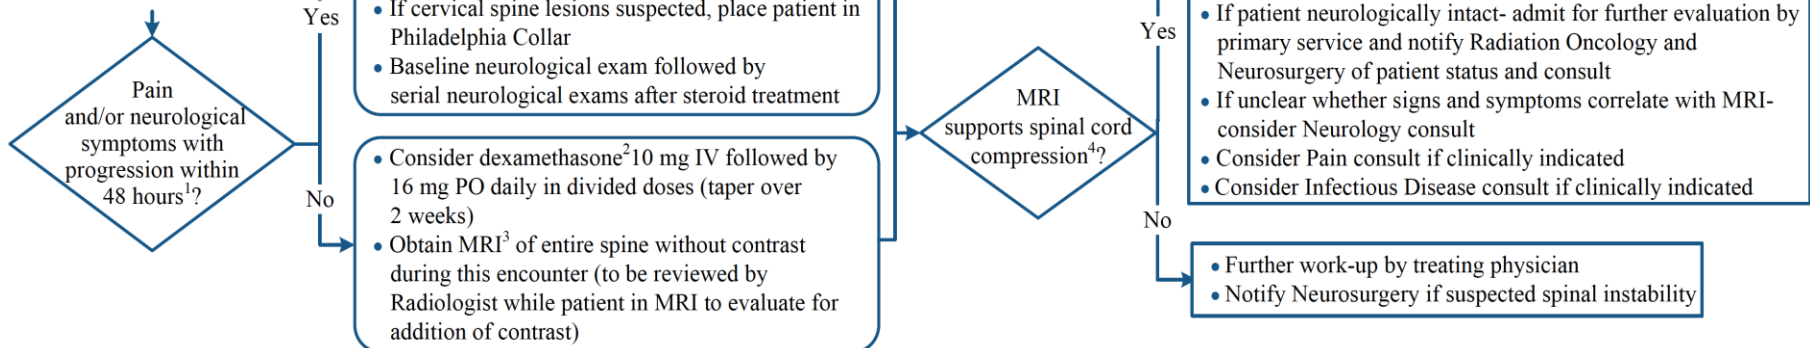 Pain
and/or neurological
symptoms with
progression within
48 hours¹?
Yes
No
• If cervical spine lesions suspected, place patient in
Philadelphia Collar
• Baseline neurological exam followed by
serial neurological exams after steroid treatment
• Consider dexamethasone²10 mg IV followed by
16 mg PO daily in divided doses (taper over
2 weeks)
• Obtain MRI³ of entire spine without contrast
during this encounter (to be reviewed by
Radiologist while patient in MRI to evaluate for
addition of contrast)
MRI
supports spinal cord
compression⁴?
Yes
No
• If patient neurologically intact- admit for further evaluation by
primary service and notify Radiation Oncology and
Neurosurgery of patient status and consult
• If unclear whether signs and symptoms correlate with MRI-
consider Neurology consult
• Consider Pain consult if clinically indicated
• Consider Infectious Disease consult if clinically indicated
• Further work-up by treating physician
• Notify Neurosurgery if suspected spinal instability